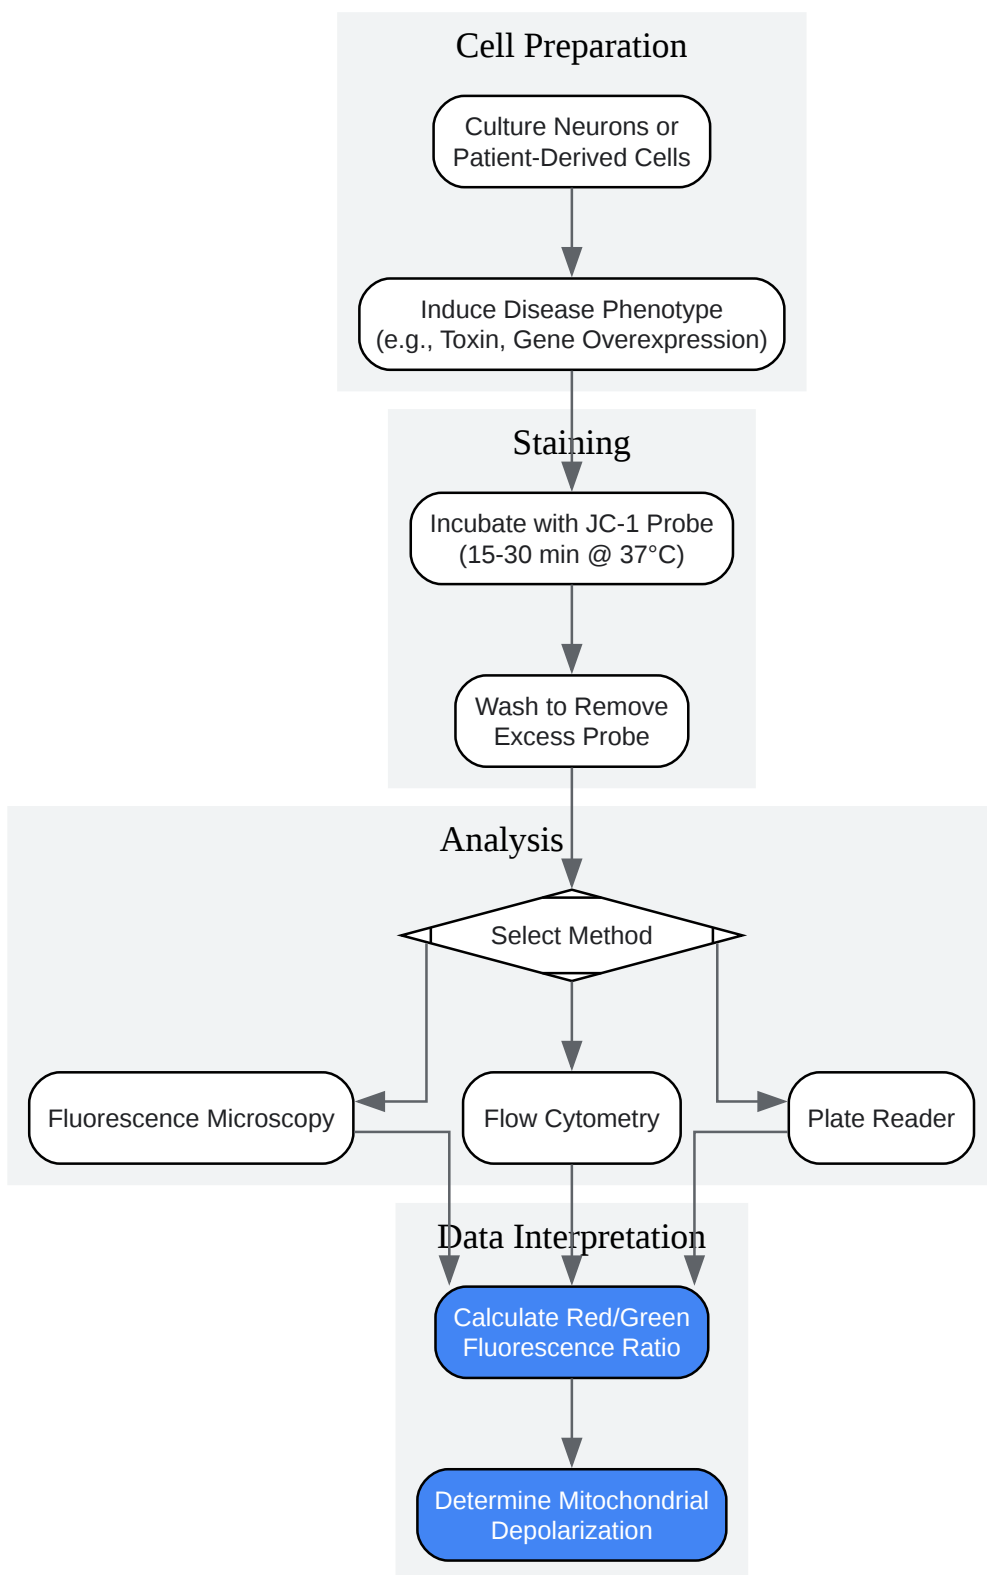 Cell Preparation
Culture Neurons or
Patient-Derived Cells
Induce Disease Phenotype
(e.g., Toxin, Gene Overexpression)
Staining
Incubate with JC-1 Probe
(15-30 min @ 37°C)
Wash to Remove
Excess Probe
Analysis
Select Method
Fluorescence Microscopy
Flow Cytometry
Plate Reader
Data Interpretation
Calculate Red/Green
Fluorescence Ratio
Determine Mitochondrial
Depolarization